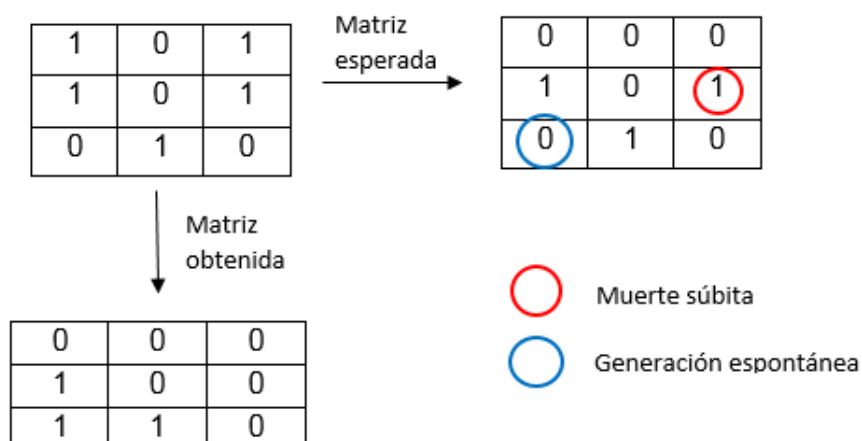 1 0 1
1 0 1
0 1 0
Matriz
esperada
0 0 0
1 0 1
0 1 0
Matriz
obtenida
0 0 0
1 0 0
1 1 0
Muerte súbita
Generación espontánea